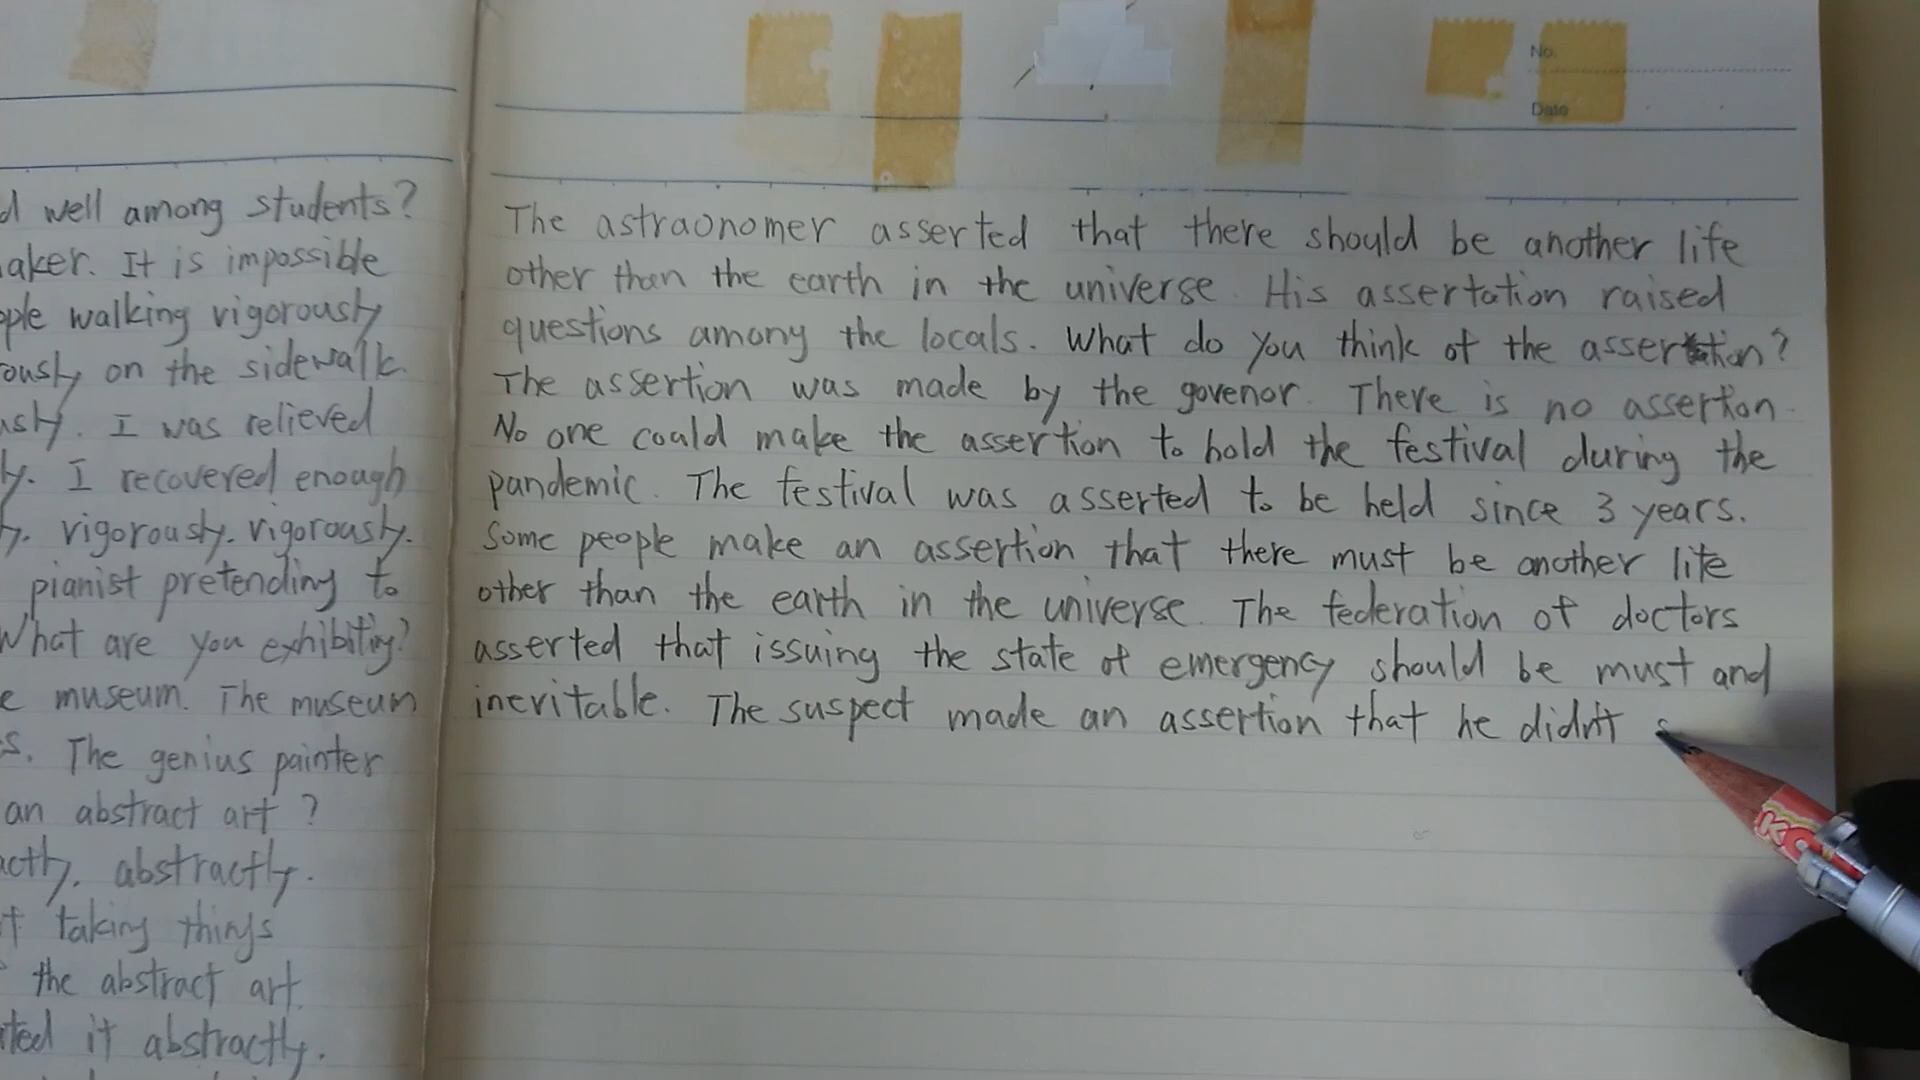 d well among students?
aker. It is impossible
ople walking vigorously
ously on the sidewalk.
usly. I was relieved
ly. I recovered enough
y. vigorously. vigorously.
pianist pretending to
What are you exhibiting?
e museum. The museum
s. The genius painter
an abstract art?
actly, abstractly.
f taking things
the abstract art.
ted it abstractly.
No.
Date
The astraonomer asserted that there should be another life
other than the earth in the universe. His assertation raised
questions among the locals. What do you think of the assertion?
The assertion was made by the govenor. There is no asserton.
No one could make the assertion to hold the festival during the
pandemic. The festival was asserted to be held since 3 years.
Some people make an assertion that there must be another life
other than the earth in the universe. The federation of doctors
asserted that issuing the state of emergency should be must and
inevitable. The suspect made an assertion that he didn't s
KO